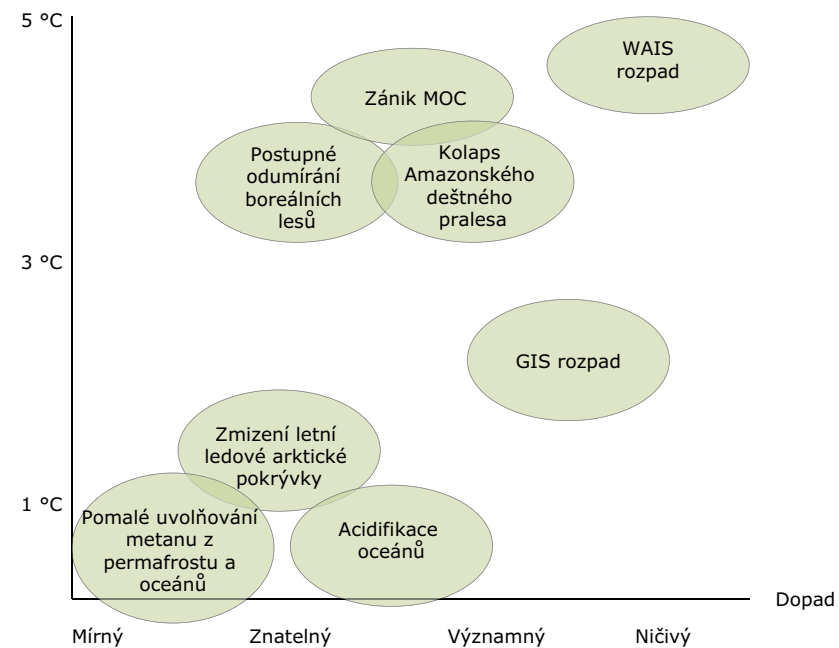 5 °C
WAIS
rozpad
Zánik MOC
Postupné
odumírání
boreálních
lesů
Kolaps
Amazonského
deštného
pralesa
3 °C
GIS rozpad
Zmizení letní
ledové arktické
pokrývky
1 °C
Pomalé uvolňování
metanu z
permafrostu a
oceánů
Acidifikace
oceánů
Dopad
Mírný
Znatelný
Významný
Ničivý